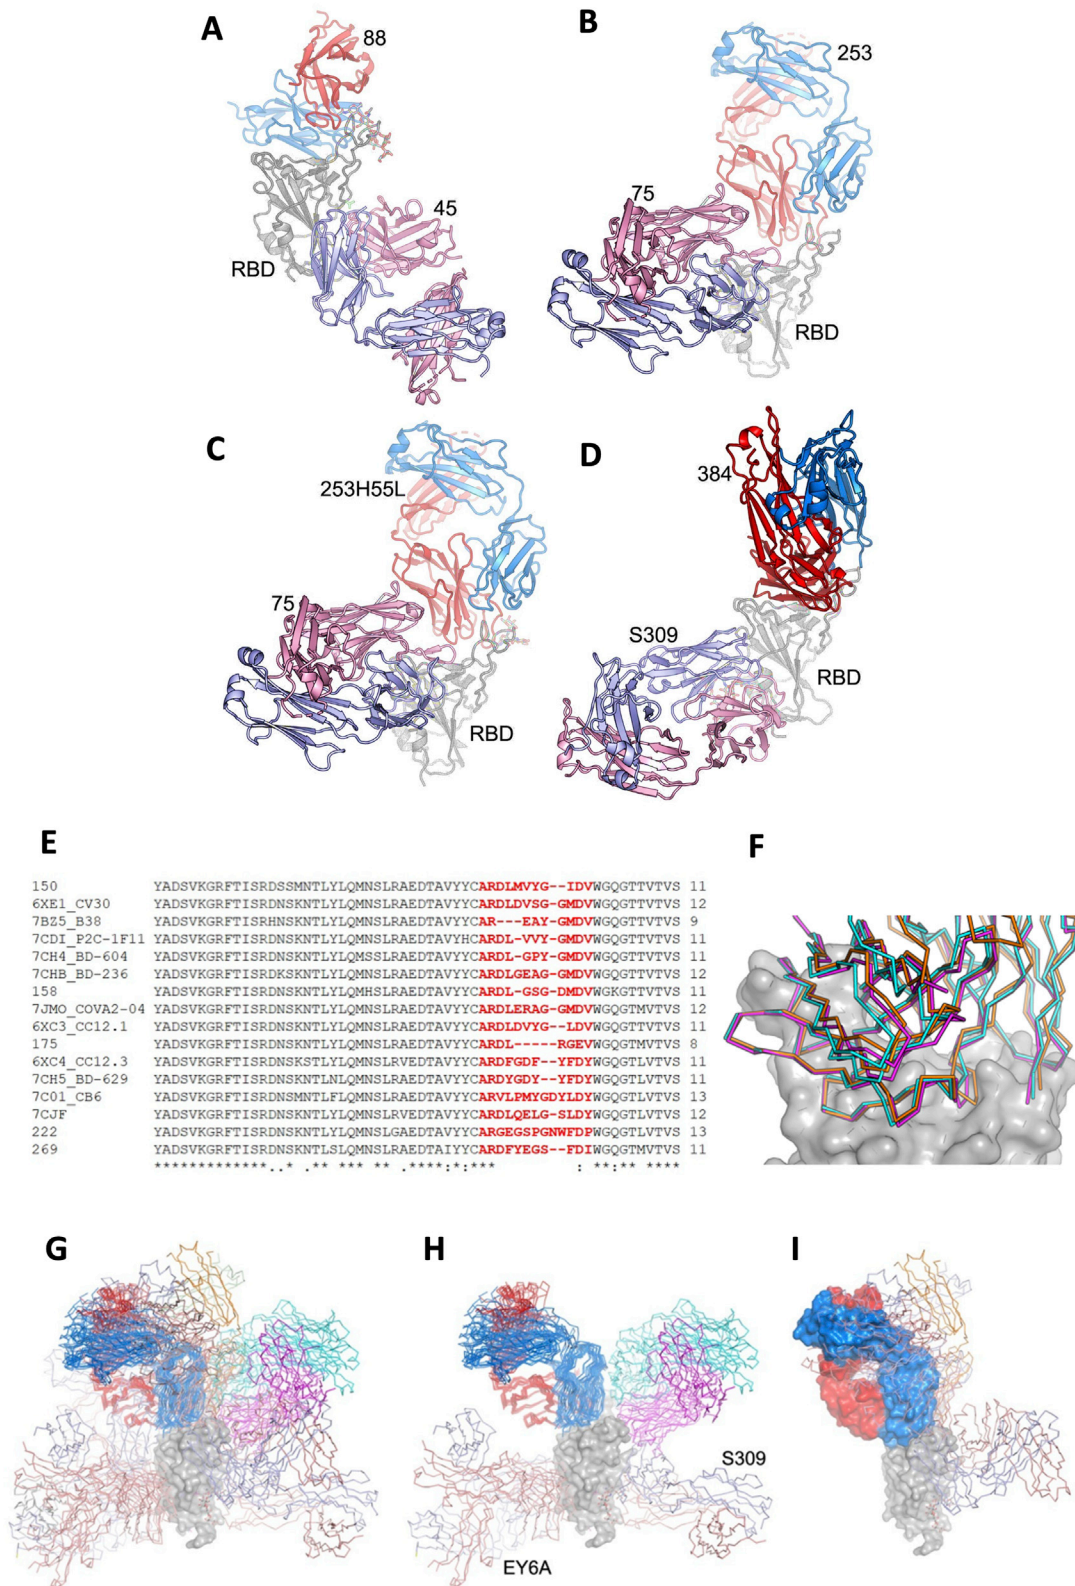 A
88
45
RBD
B
253
75
RBD
C
253H55L
75
RBD
D
384
S309
RBD
E
150 YADSVKGRFTISRDSSMNTLYLQMNSLRAEDTAVYYCARDLMVYG--IDVWGQGTTVTVS 11
6XE1_CV30 YADSVKGRFTISRDNSKNTLYLQMNSLRAEDTAVYYCARDLDVSGG-GMDVWGQGTTVTVS 12
7BZ5_B38 YADSVKGRFTISRHNSKNTLYLQMNSLRAEDTAVYYCAR---EAY-GMDVWGQGTTVTVS 9
7CDI_P2C-1F11 YADSVKGRFTISRDNSKNTLYLQMNSLRAEDTAVYHCARDL-VVY-GMDVWGQGTTVTVS 11
7CH4_BD-604 YADSVKGRFTISRDNSKNTLYLQMNSLRAEDTAVYYCARDL-GPY-GMDVWGQGTTVTVS 11
7CHB_BD-236 YADSVKGRFTISRDKSKNTLYLQMNSLRAEDTAVYYCARDLGEAG-GMDVWGQGTTVTVS 12
158 YADSVKGRFTISRDNSKNTLYLQMHSLRAEDTAVYYCARDL-GSG-DMDVWGKGTTVTVS 11
7JMO_COVA2-04 YADSVKGRFTISRDNSKNTLYLQMNSLRAEDTAVYYCARDLERAG-GMDVWGQGTMVTVS 12
6XC3_CC12.1 YADSVKGRFTISRDNSKNTLYLQMNSLRAEDTAVYYCARDLDVYG--LDVWGQGTTVTVS 11
175 YADSVKGRFTISRDNSKNTLYLQMNSLRAEDTAVYYCARDL-----RGEVWGQGTMVTVS 8
6XC4_CC12.3 YADSVKGRFTISRDNSKNTLYLQMNSLRAEDTAVYYCARDFGDF--YFDYWGQGTLVTVS 11
7CH5_BD-629 YADSVKGRFTISRDNSKNTLNLQMNSLRAEDTAVYYCARDYGDY--YFDYWGQGTLVTVS 11
7C01_CB6 YADSVKGRFTISRDNSMNTLFLQMNSLRAEDTAVYYCARVLPMYGDYLDYWGQGTLVTVS 13
7CJF YADSVKGRFTISRDNSKNTLYLQMNSLRVEDTAVYYCARDLQELG-SLDYWGQGTLVTVS 12
222 YADSVKGRFTISRDNSKNTLYLQMNSLGAEDTAVYYCARGEGSPGNWFDPWGQGTLVTVS 13
269 YADSVKGRFTISRDNSKNTLSLQMNSLRAEDTAIYYCARDFYEGS--FDIWGQGTMVTVS 11
F
G
H
S309
EY6A
I